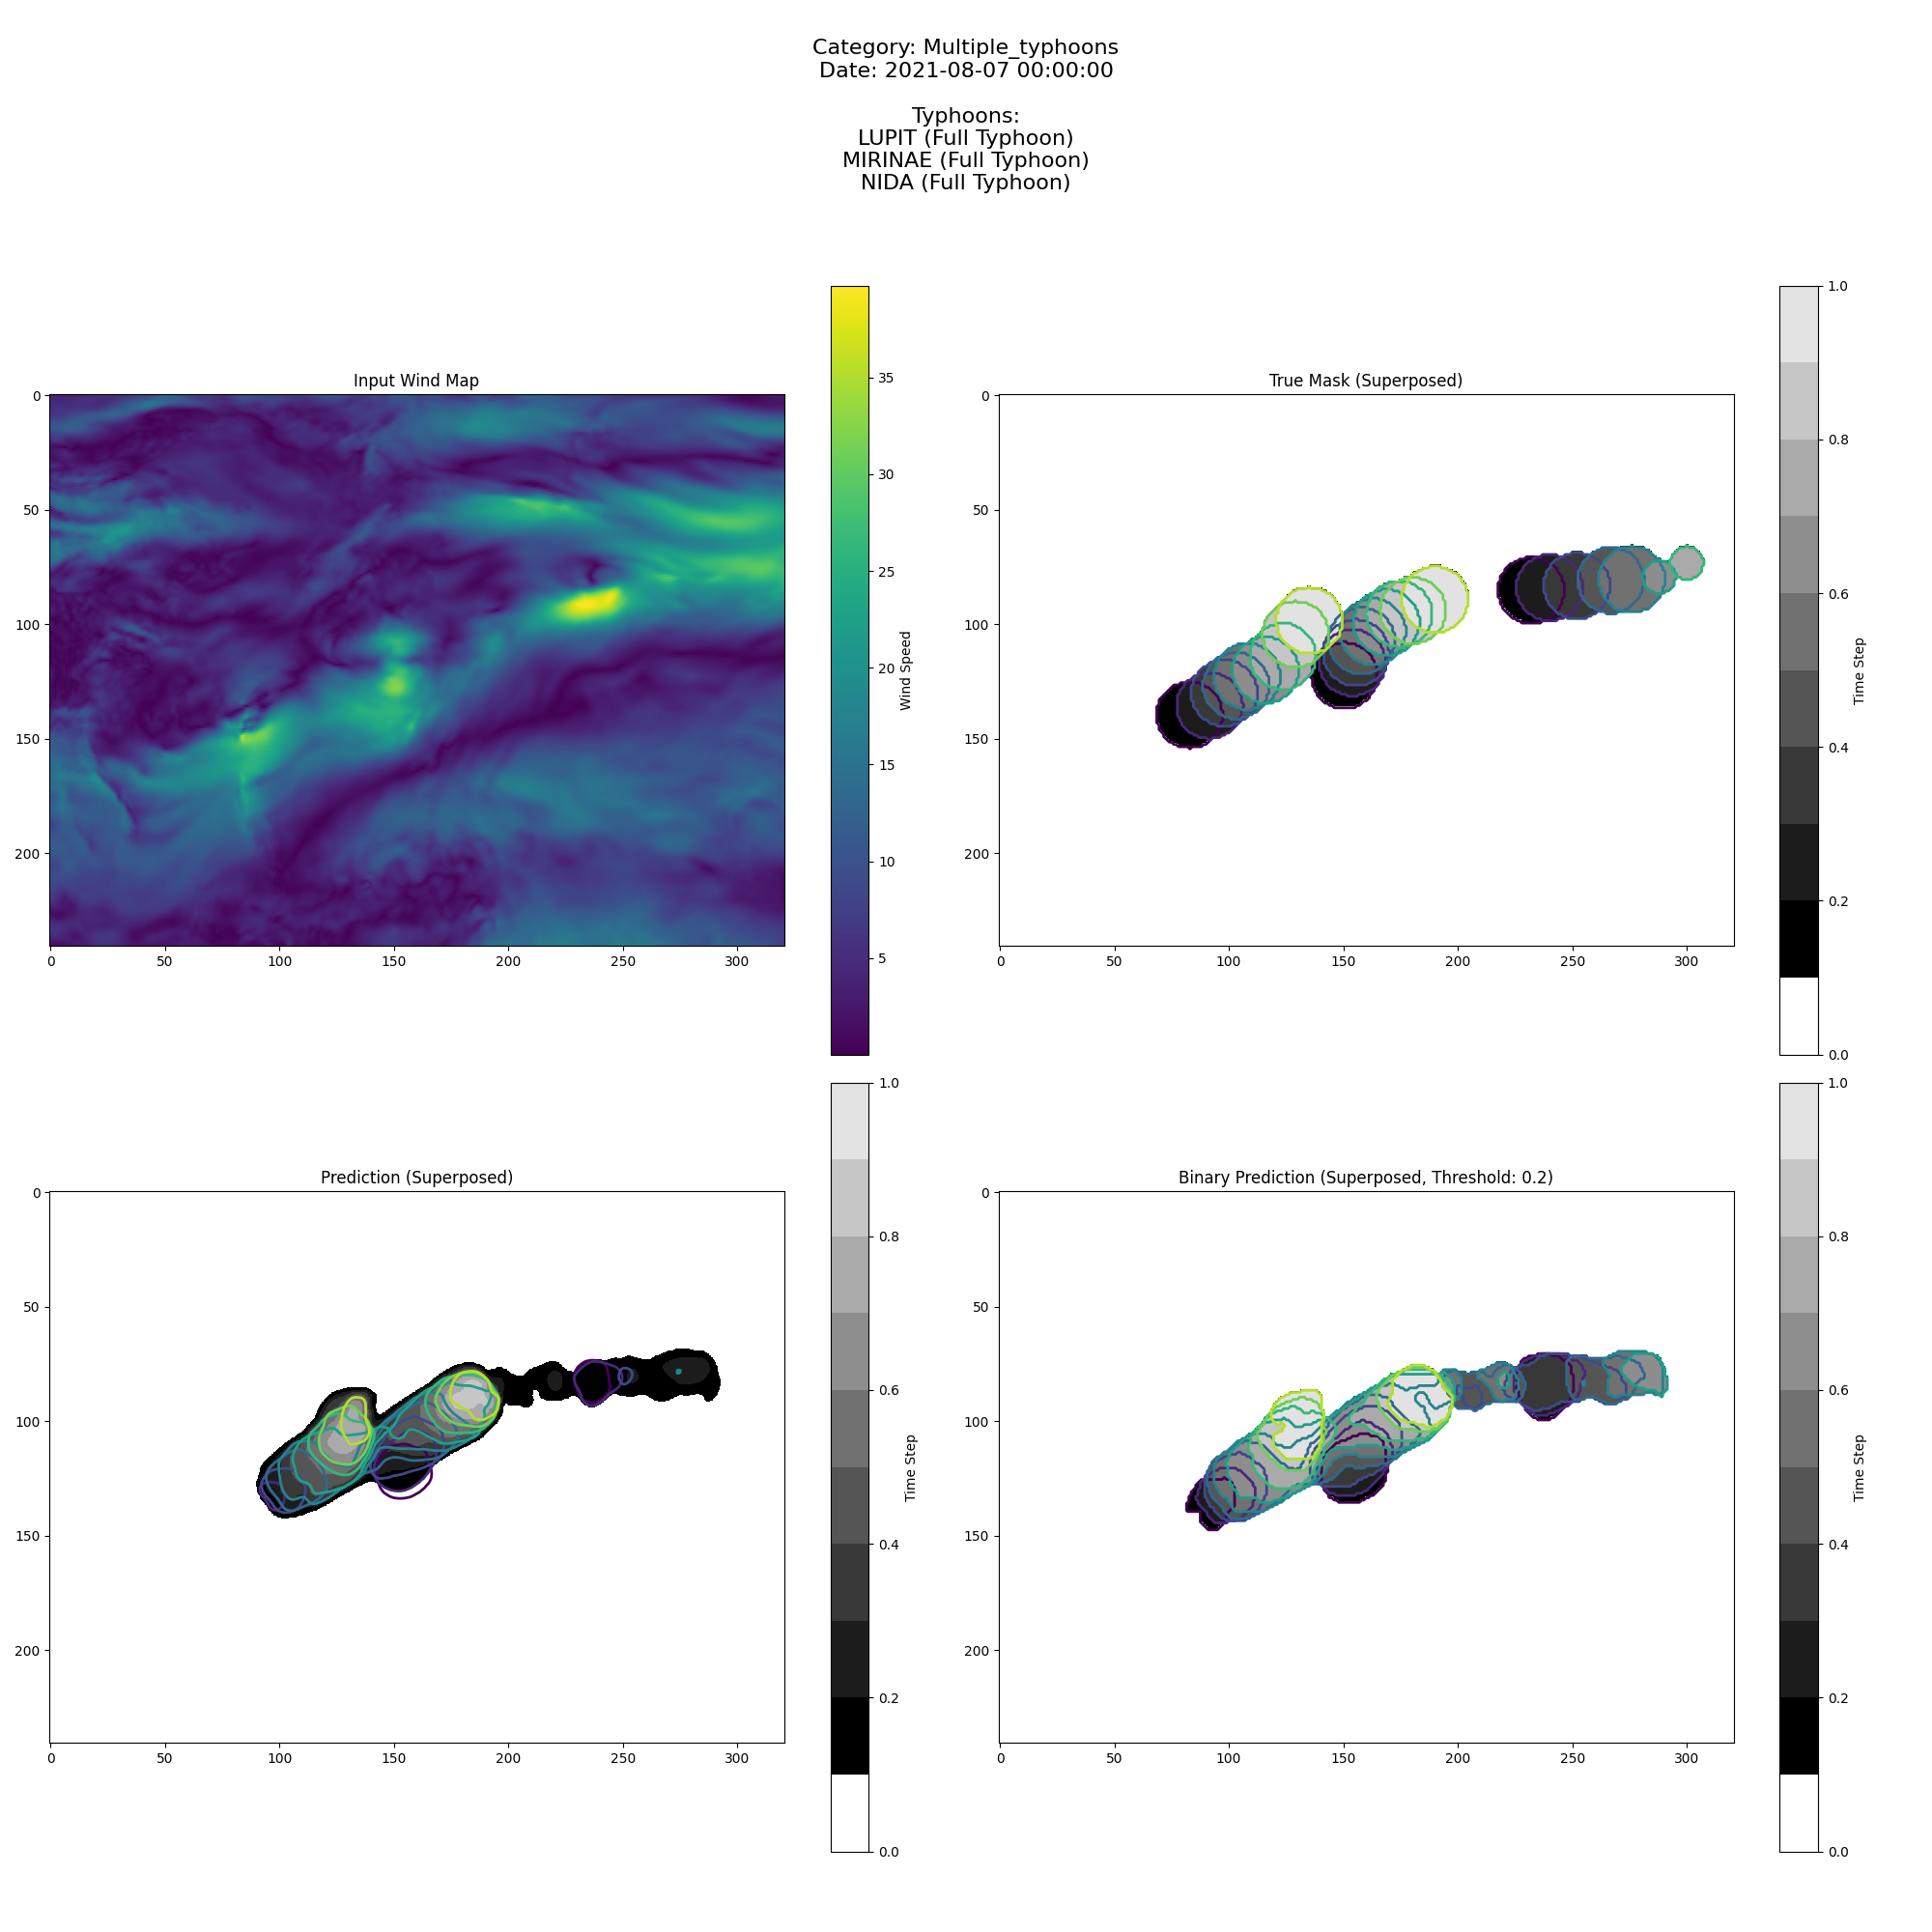 Category: Multiple_typhoons
Date: 2021-08-07 00:00:00
Typhoons:
LUPIT (Full Typhoon)
MIRINAE (Full Typhoon)
NIDA (Full Typhoon)
Input Wind Map
0
50
100
150
200
0 50 100 150 200 250 300
35
30
25
20
15
10
5
Wind Speed
True Mask (Superposed)
0
50
100
150
200
0 50 100 150 200 250 300
1.0
0.8
0.6
0.4
0.2
0.0
Time Step
Prediction (Superposed)
0
50
100
150
200
0 50 100 150 200 250 300
1.0
0.8
0.6
0.4
0.2
0.0
Time Step
Binary Prediction (Superposed, Threshold: 0.2)
0
50
100
150
200
0 50 100 150 200 250 300
1.0
0.8
0.6
0.4
0.2
0.0
Time Step